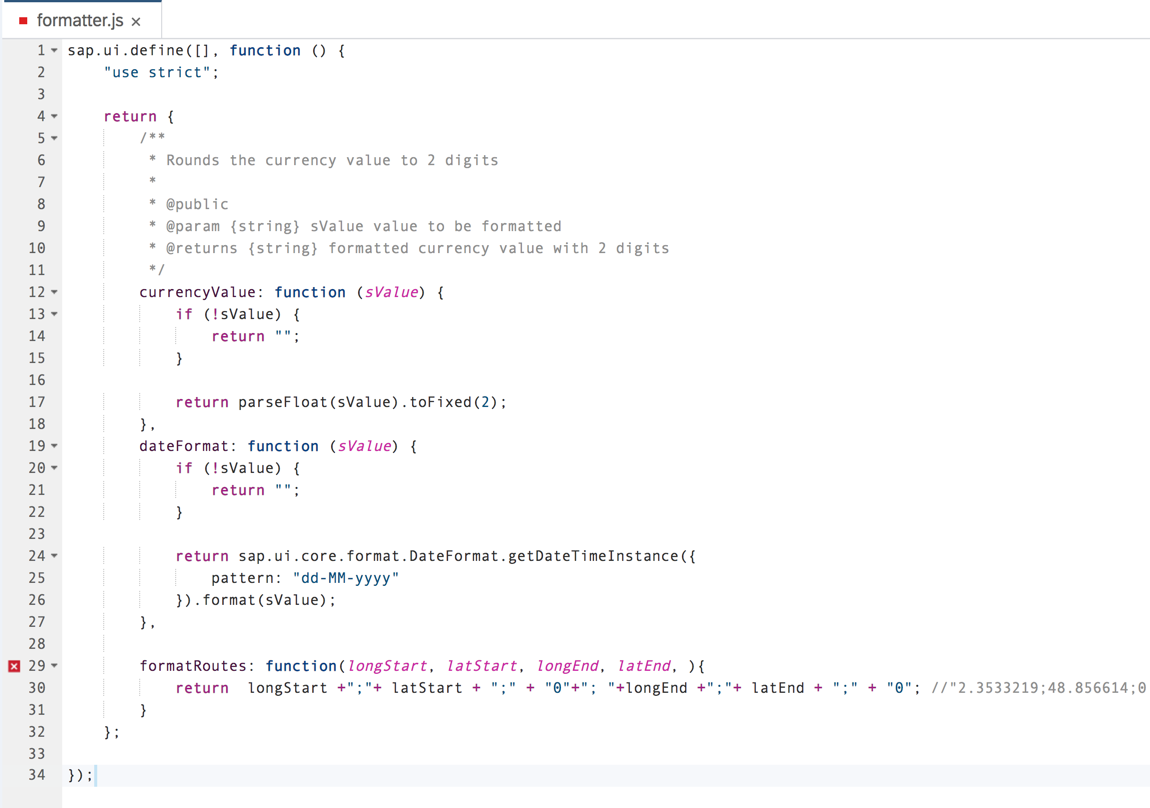 formatter.js ×
1 sap.ui.define([], function () {
2 "use strict";
3
4 return {
5 /**
6 * Rounds the currency value to 2 digits
7 *
8 * @public
9 * @param {string} sValue value to be formatted
10 * @returns {string} formatted currency value with 2 digits
11 */
12 currencyValue: function (sValue) {
13 if (!sValue) {
14 return "";
15 }
16
17 return parseFloat(sValue).toFixed(2);
18 },
19 dateFormat: function (sValue) {
20 if (!sValue) {
21 return "";
22 }
23
24 return sap.ui.core.format.DateFormat.getDateTimeInstance({
25 pattern: "dd-MM-yyyy"
26 }).format(sValue);
27 },
28
29 formatRoutes: function(longStart, latStart, longEnd, latEnd, ){
30 return  longStart +";"+ latStart + ";" + "0"+"; "+longEnd +";"+ latEnd + ";" + "0"; //"2.3533219;48.856614;0
31 }
32 };
33
34 });